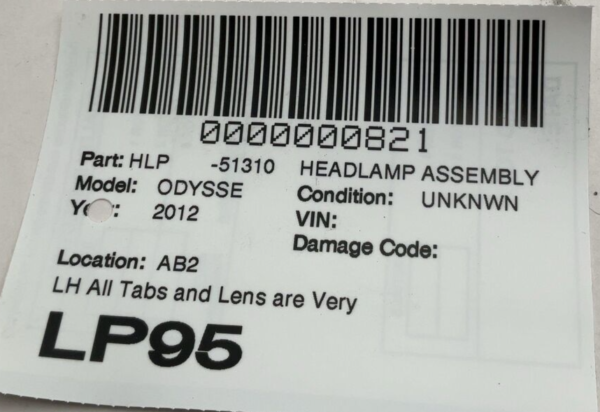 0000000821
Part: HLP -51310 HEADLAMP ASSEMBLY
Model: ODYSSE Condition: UNKNWN
2012 VIN:
Damage Code:
Location: AB2
LH All Tabs and Lens are Very
LP95